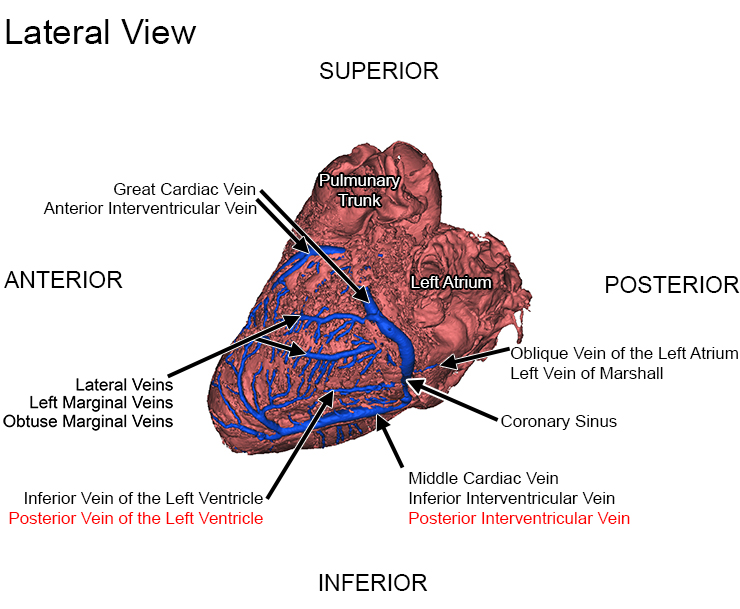 Lateral View
SUPERIOR
Pulmunary
Trunk
Great Cardiac Vein
Anterior Interventricular Vein
ANTERIOR
Left Atrium
POSTERIOR
Oblique Vein of the Left Atrium
Left Vein of Marshall
Lateral Veins
Left Marginal Veins
Obtuse Marginal Veins
Coronary Sinus
Middle Cardiac Vein
Inferior Interventricular Vein
Posterior Interventricular Vein
Inferior Vein of the Left Ventricle
Posterior Vein of the Left Ventricle
INFERIOR